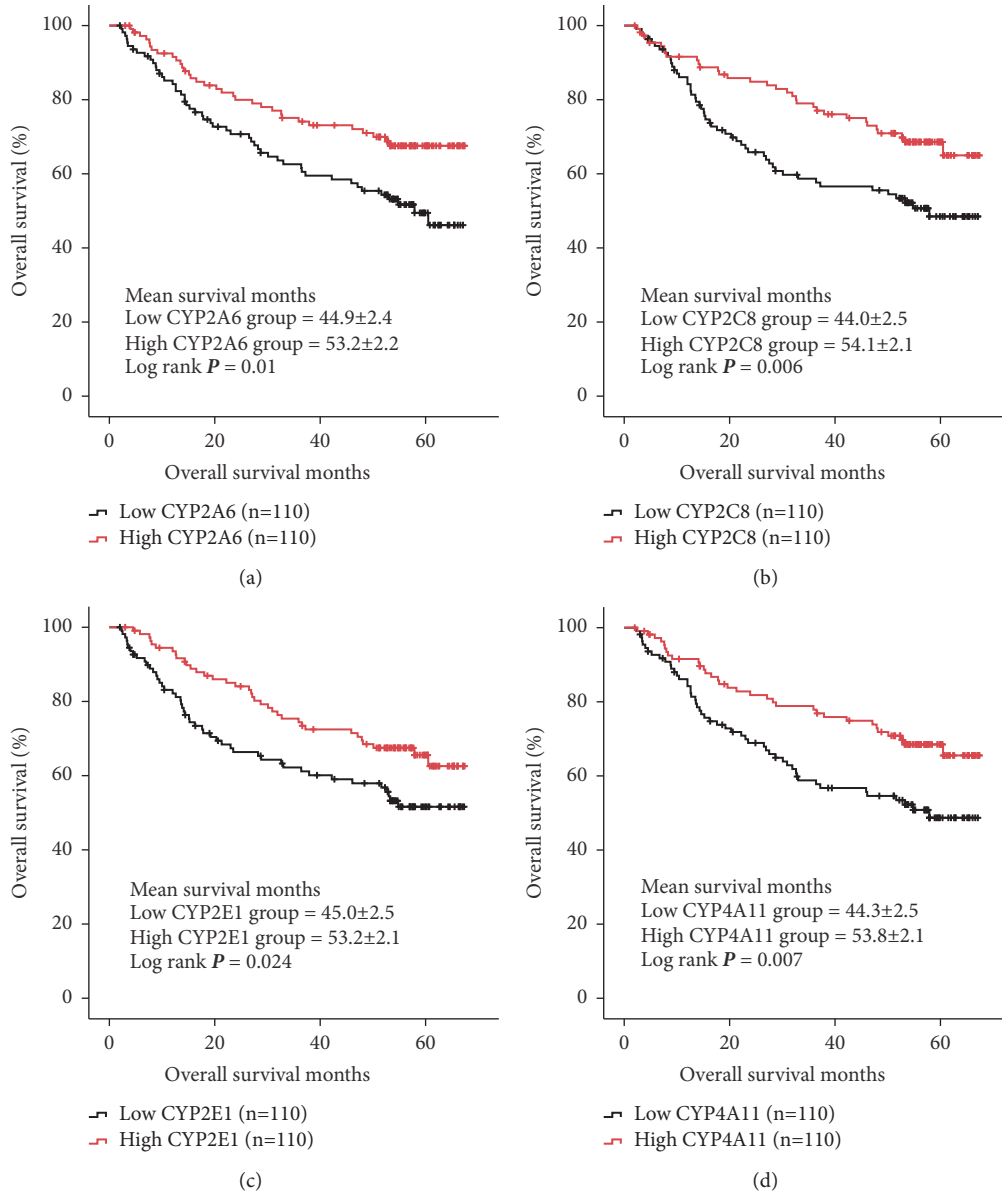 100
80
60
40
20
0
Overall survival (%)
Mean survival months
Low CYP2A6 group = 44.9±2.4
High CYP2A6 group = 53.2±2.2
Log rank P = 0.01
0 20 40 60
Overall survival months
Low CYP2A6 (n=110)
High CYP2A6 (n=110)
(a)
100
80
60
40
20
0
Overall survival (%)
Mean survival months
Low CYP2C8 group = 44.0±2.5
High CYP2C8 group = 54.1±2.1
Log rank P = 0.006
0 20 40 60
Overall survival months
Low CYP2C8 (n=110)
High CYP2C8 (n=110)
(b)
100
80
60
40
20
0
Overall survival (%)
Mean survival months
Low CYP2E1 group = 45.0±2.5
High CYP2E1 group = 53.2±2.1
Log rank P = 0.024
0 20 40 60
Overall survival months
Low CYP2E1 (n=110)
High CYP2E1 (n=110)
(c)
100
80
60
40
20
0
Overall survival (%)
Mean survival months
Low CYP4A11 group = 44.3±2.5
High CYP4A11 group = 53.8±2.1
Log rank P = 0.007
0 20 40 60
Overall survival months
Low CYP4A11 (n=110)
High CYP4A11 (n=110)
(d)